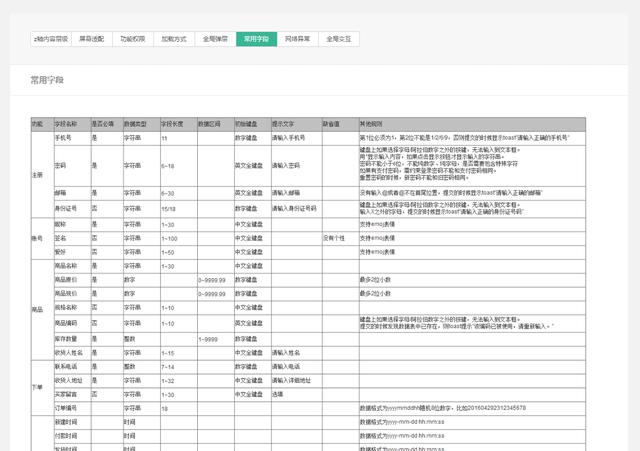 z轴内容层级 屏幕适配 功能权限 加载方式 全局弹层 常用字段 网络异常 全局交互
常用字段
功能 字段名称 是否必填 数据类型 字段长度 数据区间 初始键盘 提示文字 缺省值 其他规则
注册
手机号 是 字符串 11 数字键盘 请输入手机号 第1位必须为1，第2位不能是1/2/6/9，否则提交的时候提示toast“请输入正确的手机号”
密码 是 字符串 6~18 英文全键盘 请输入密码
键盘上如果选择字母/阿拉伯数字之外的按键，无法输入到文本框。
用*显示输入内容，如果点击显示按钮才显示输入的字符串。
密码不能小于6位，不能纯数字、纯字母，是否需要包含特殊字符
如果有支付密码，需约束登录密码不能和支付密码相同。
重置密码的时候，新密码不能和旧密码相同。
邮箱 是 字符串 6~30 英文全键盘 请输入邮箱 没有输入@或者@不在首尾位置，提交的时候提示toast“请输入正确的邮箱”
身份证号 否 字符串 15/18 数字键盘 请输入身份证号码
键盘上如果选择字母/阿拉伯数字之外的按键，无法输入到文本框。
输入X之外的字母，提交的时候提示toast“请输入正确的身份证号码”
账号
昵称 是 字符串 1~30 中文全键盘 支持emoj表情
签名 否 字符串 1~100 中文全键盘 没有个性 支持emoj表情
爱好 否 字符串 1~50 中文全键盘 支持emoj表情
商品
商品名称 是 字符串 1~30 中文全键盘
商品原价 是 数字 0~9999.99 数字键盘 最多2位小数
商品现价 是 数字 0~9999.99 数字键盘 最多2位小数
规格名称 否 字符串 1~10 中文全键盘
商品编码 否 字符串 1~10 英文全键盘
键盘上如果选择字母/阿拉伯数字之外的按键，无法输入到文本框。
提交的时候发现数据表中已存在，则toast提示“该编码已被使用，请重新输入。”
库存数量 是 整数 1~9999 数字键盘
下单
收货人姓名 是 字符串 1~15 中文全键盘 请输入姓名
联系电话 是 整数 7~14 数字键盘 请输入电话
收货人地址 是 字符串 1~32 中文全键盘 请输入详细地址
买家留言 否 字符串 1~30 中文全键盘 选填
订单编号 字符串 18 数据格式为yyyymmddhh随机8位数字，比如201604292312345678
新建时间 时间 数据格式为yyyy-mm-dd hh:mm:ss
付款时间 时间 数据格式为yyyy-mm-dd hh:mm:ss
发货时间 时间 数据格式为yyyy-mm-dd hh:mm:ss